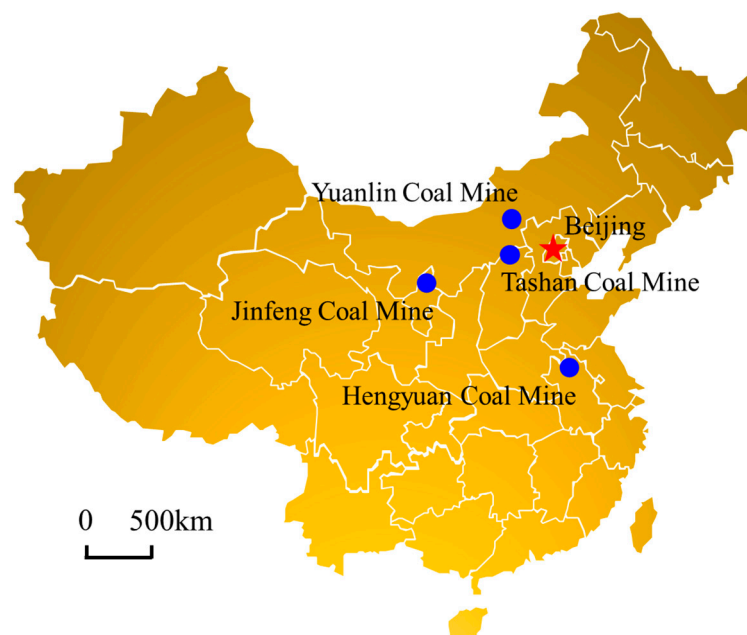 Yuanlin Coal Mine
Beijing
Tashan Coal Mine
Jinfeng Coal Mine
Hengyuan Coal Mine
0 500km